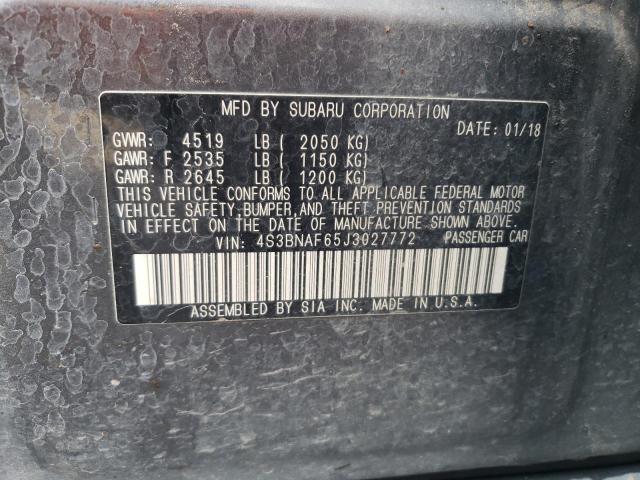 MFD BY SUBARU CORPORATION
DATE: 01/18
GVWR: 4519 LB ( 2050 KG)
GAWR: F 2535 LB ( 1150 KG)
GAWR: R 2645 LB ( 1200 KG)
THIS VEHICLE CONFORMS TO ALL APPLICABLE FEDERAL MOTOR
VEHICLE SAFETY,BUMPER,AND THEFT PREVENTION STANDARDS
IN EFFECT ON THE DATE OF MANUFACTURE SHOWN ABOVE.
VIN: 4S3BNAF65J3027772 PASSENGER CAR
ASSEMBLED BY SIA INC. MADE IN U.S.A.